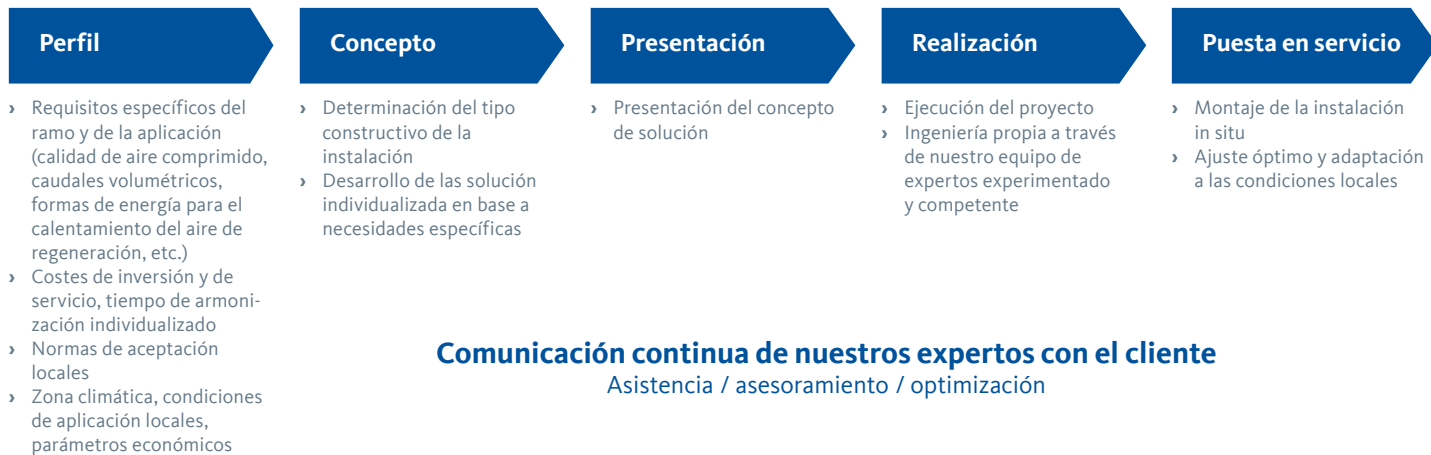 Perfil
› Requisitos específicos del
ramo y de la aplicación
(calidad de aire comprimido,
caudales volumétricos,
formas de energía para el
calentamiento del aire de
regeneración, etc.)
› Costes de inversión y de
servicio, tiempo de armoni-
zación individualizado
› Normas de aceptación
locales
› Zona climática, condiciones
de aplicación locales,
parámetros económicos
Concepto
› Determinación del tipo
constructivo de la
instalación
› Desarrollo de las solución
individualizada en base a
necesidades específicas
Presentación
› Presentación del concepto
de solución
Realización
› Ejecución del proyecto
› Ingeniería propia a través
de nuestro equipo de
expertos experimentado
y competente
Puesta en servicio
› Montaje de la instalación
in situ
› Ajuste óptimo y adaptación
a las condiciones locales
Comunicación continua de nuestros expertos con el cliente
Asistencia / asesoramiento / optimización